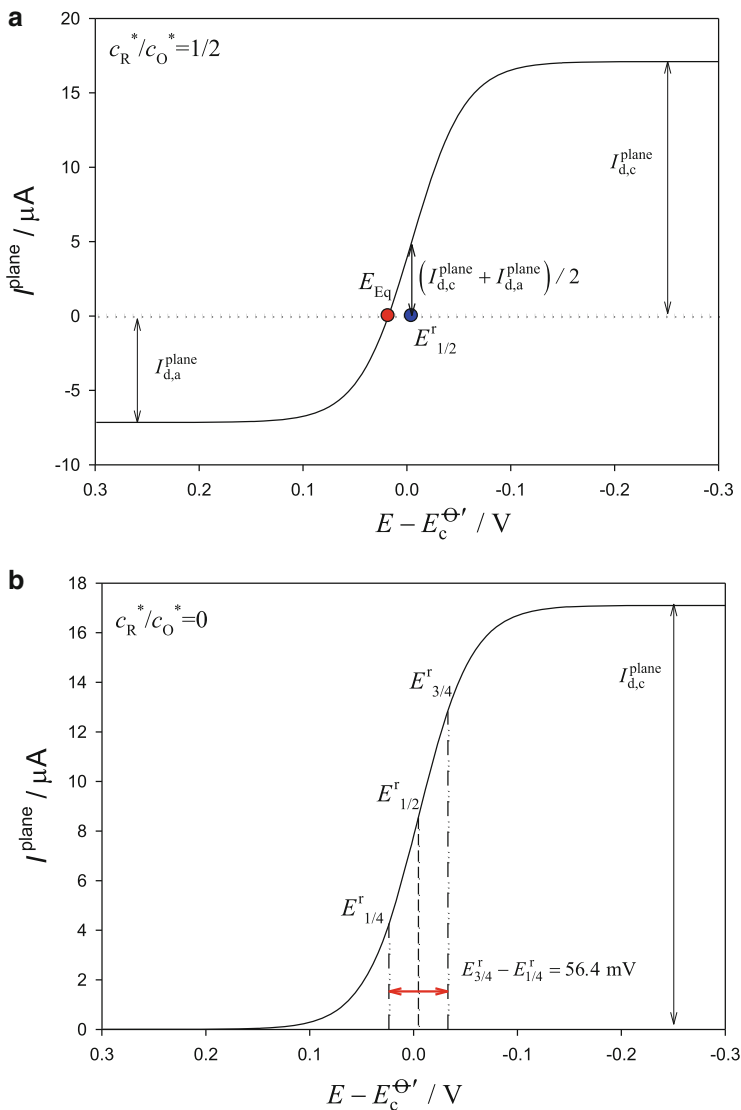 a
c_R*/c_O*=1/2
20
15
10
5
0
-5
-10
I^plane / μA
I_d,c^plane
E_Eq
(I_d,c^plane + I_d,a^plane) / 2
E^r_1/2
I_d,a^plane
0.3 0.2 0.1 0.0 -0.1 -0.2 -0.3
E − E_c^⊖′ / V
b
c_R*/c_O*=0
18
16
14
12
10
8
6
4
2
0
I^plane / μA
E^r_3/4
I_d,c^plane
E^r_1/2
E^r_1/4
E^r_3/4 − E^r_1/4 = 56.4 mV
0.3 0.2 0.1 0.0 -0.1 -0.2 -0.3
E − E_c^⊖′ / V